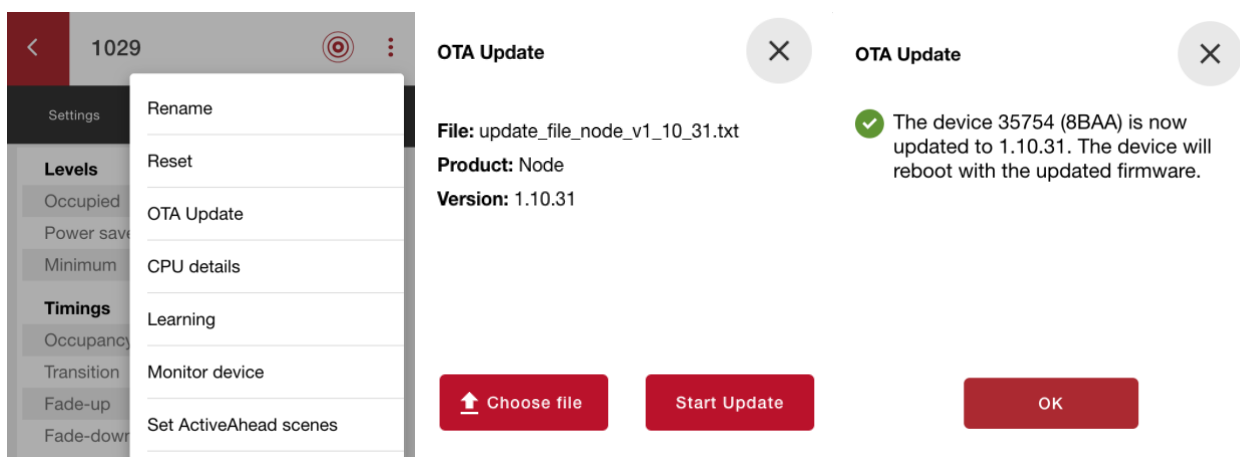 1029
Settings
Rename
Reset
OTA Update
CPU details
Learning
Monitor device
Set ActiveAhead scenes
Levels
Occupied
Power save
Minimum
Timings
Occupancy
Transition
Fade-up
Fade-down
OTA Update
File: update_file_node_v1_10_31.txt
Product: Node
Version: 1.10.31
Choose file
Start Update
OTA Update
The device 35754 (8BAA) is now
updated to 1.10.31. The device will
reboot with the updated firmware.
OK